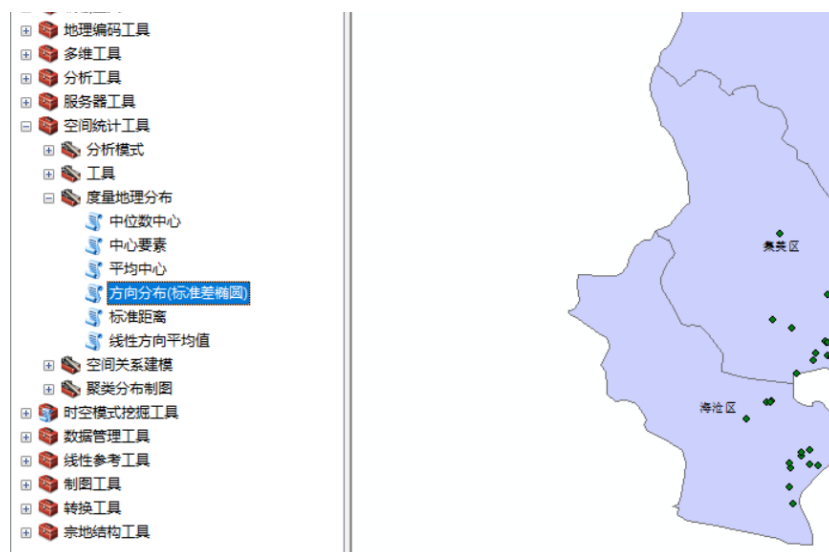 地理编码工具
多维工具
分析工具
服务器工具
空间统计工具
分析模式
工具
度量地理分布
中位数中心
中心要素
平均中心
方向分布(标准差椭圆)
标准距离
线性方向平均值
空间关系建模
聚类分布制图
时空模式挖掘工具
数据管理工具
线性参考工具
制图工具
转换工具
宗地结构工具
集美区
海沧区